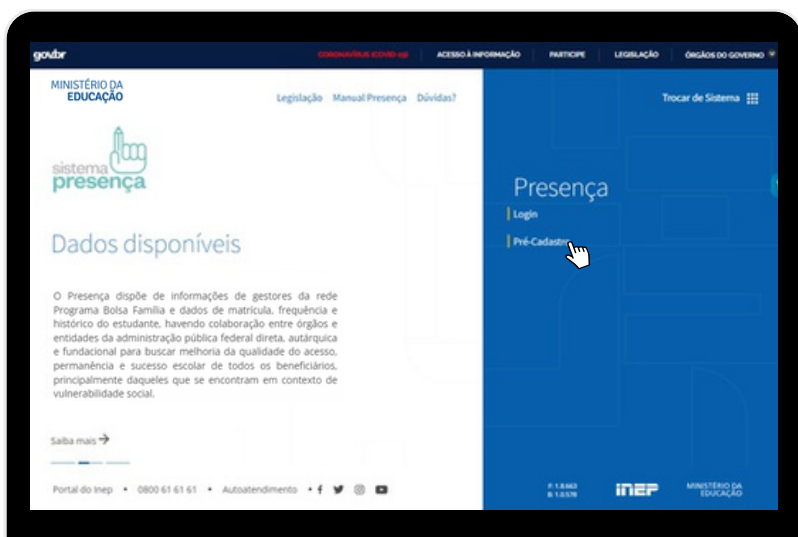 govbr
CORONAVÍRUS (COVID-19)
ACESSO À INFORMAÇÃO
PARTICIPE
LEGISLAÇÃO
ÓRGÃOS DO GOVERNO
MINISTÉRIO DA
EDUCAÇÃO
Legislação Manual Presença Dúvidas?
Trocar de Sistema
sistema
presença
Presença
Login
Pré-Cadastro
Dados disponíveis
O Presença dispõe de informações de gestores da rede
Programa Bolsa Família e dados de matrícula, frequência e
histórico do estudante, havendo colaboração entre órgãos e
entidades da administração pública federal direta, autárquica
e fundacional para buscar melhoria da qualidade do acesso,
permanência e sucesso escolar de todos os beneficiários,
principalmente daqueles que se encontram em contexto de
vulnerabilidade social.
Saiba mais →
Portal do Inep • 0800 61 61 61 • Autoatendimento •
inep
MINISTÉRIO DA
EDUCAÇÃO